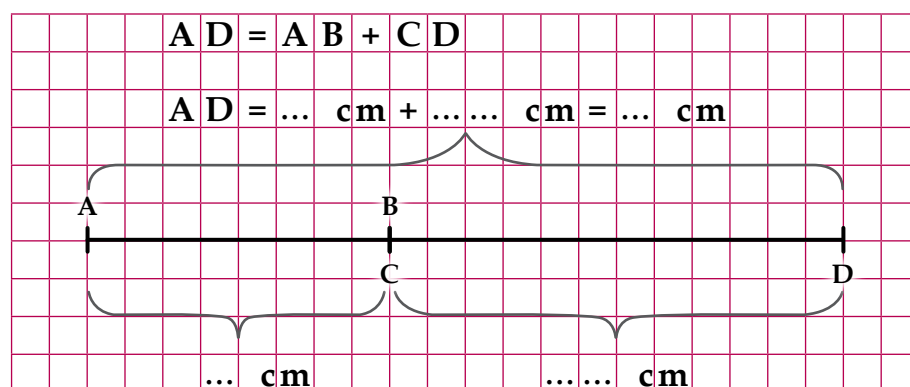 AD = AB + CD
AD = ... cm + ...... cm = ... cm
A B
C D
... cm ...... cm